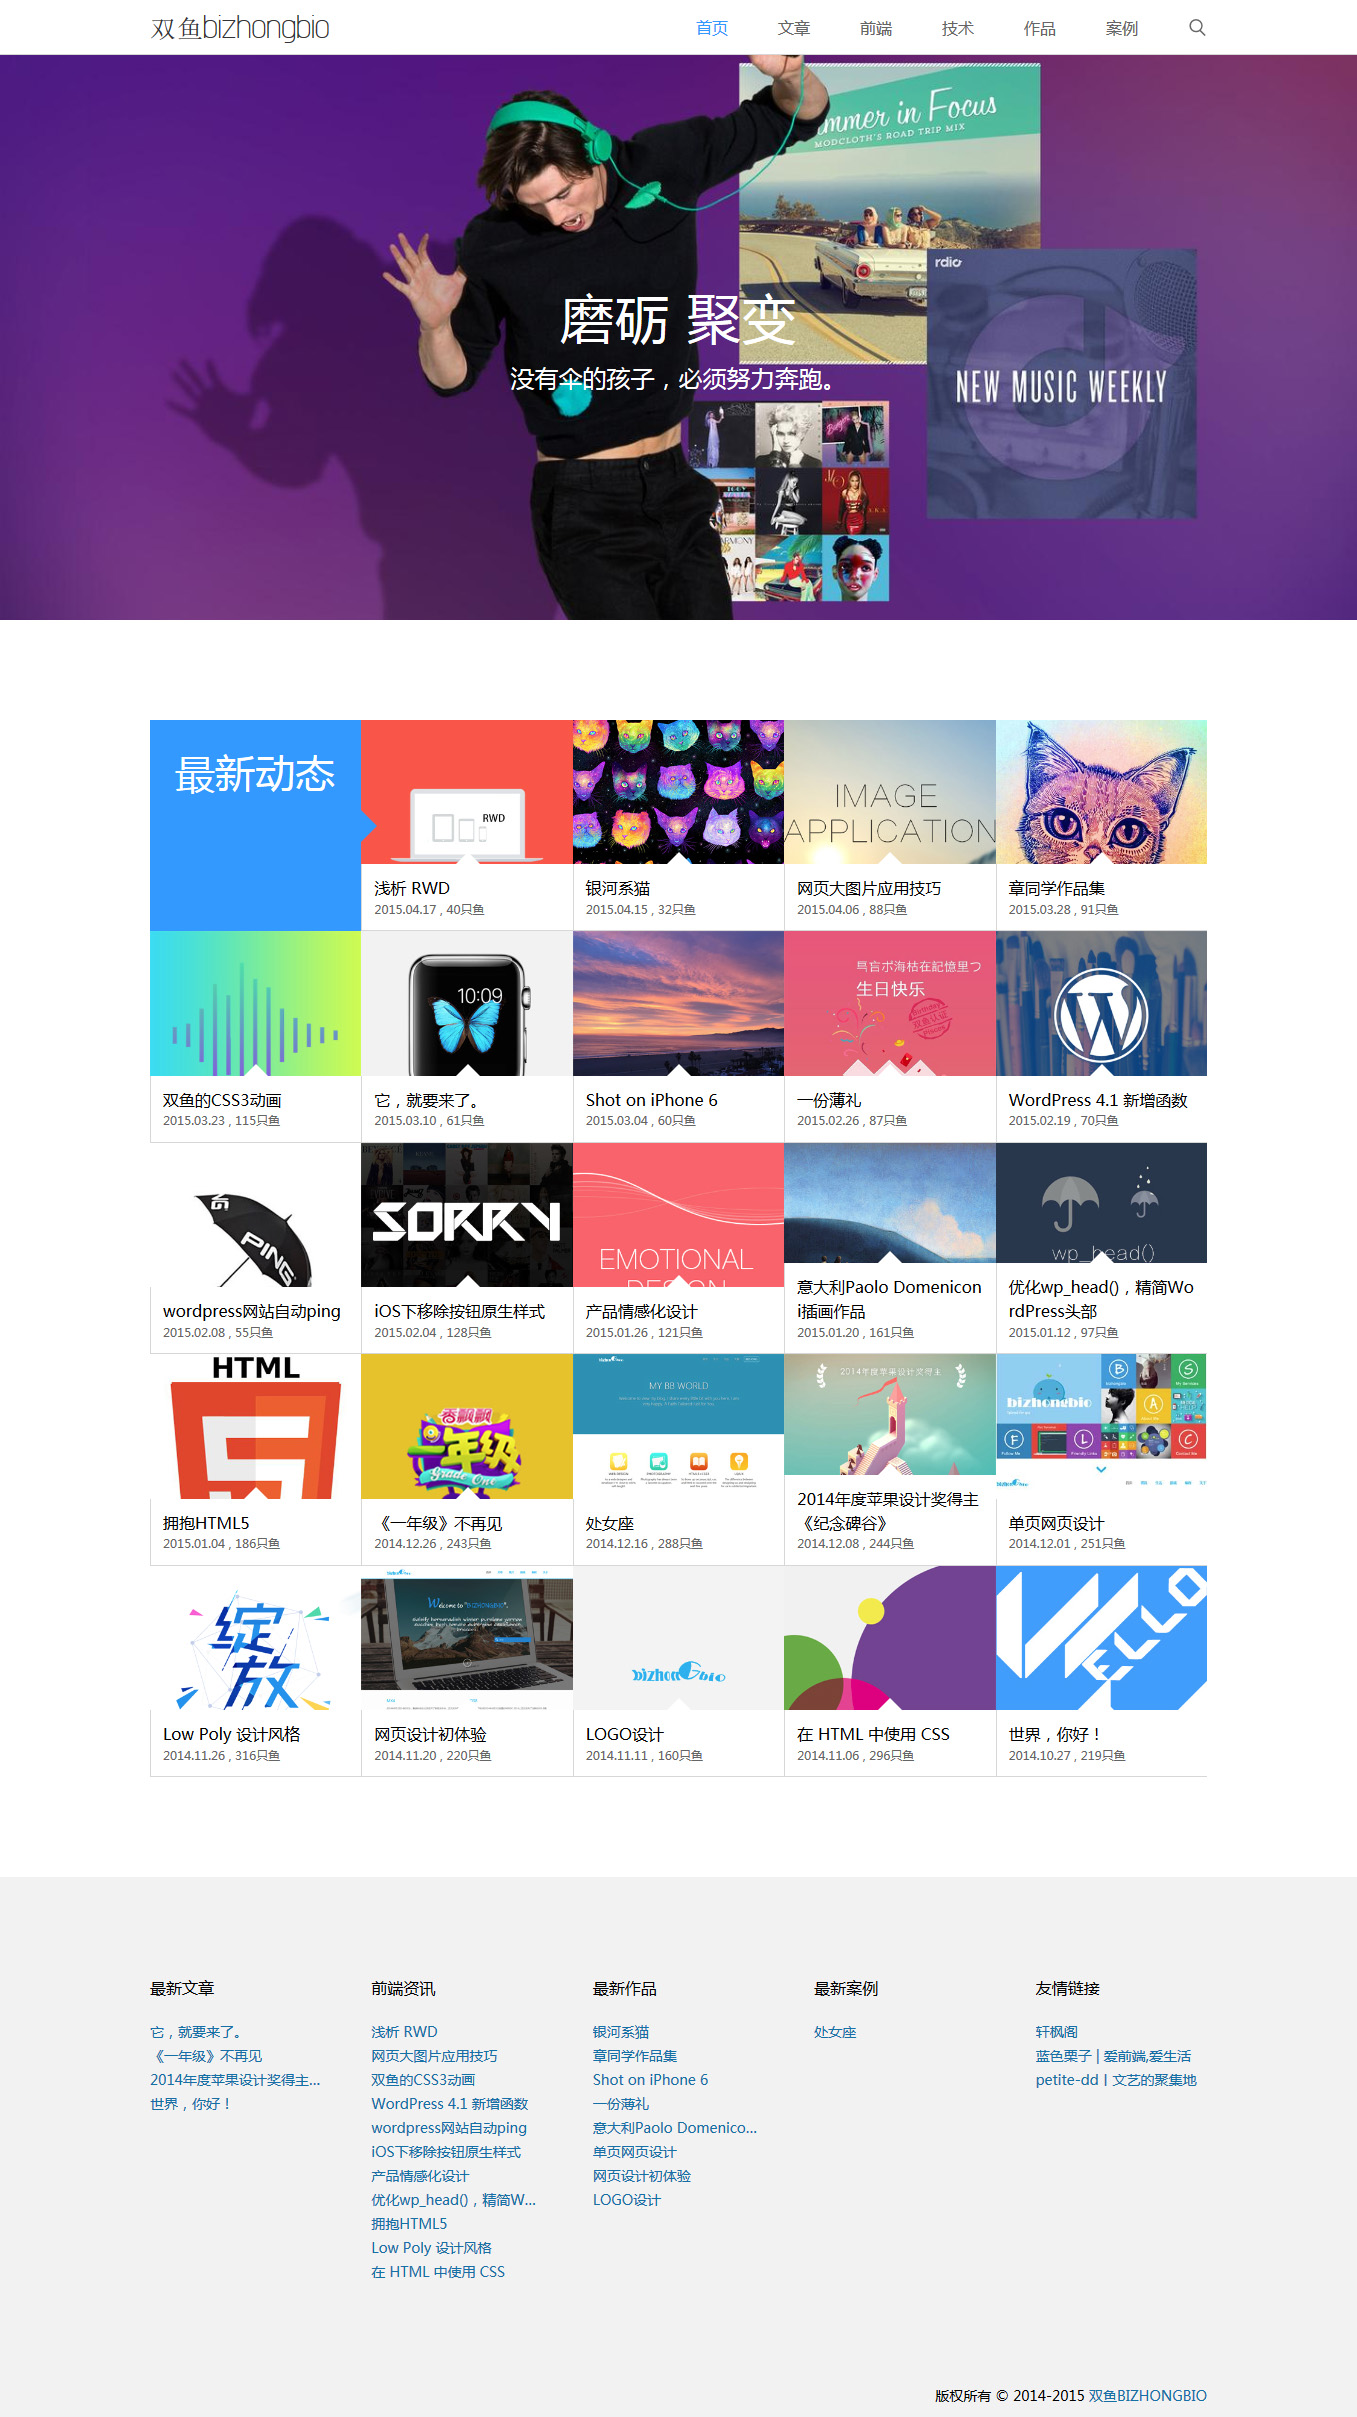 双鱼bizhongbio
首页 文章 前端 技术 作品 案例
Summer in Focus
MODCLOTH'S ROAD TRIP MIX
rdio
NEW MUSIC WEEKLY
磨砺 聚变
没有伞的孩子，必须努力奔跑。
最新动态
RWD
浅析 RWD
2015.04.17 , 40只鱼
银河系猫
2015.04.15 , 32只鱼
IMAGE
APPLICATION
网页大图片应用技巧
2015.04.06 , 88只鱼
章同学作品集
2015.03.28 , 91只鱼
双鱼的CSS3动画
2015.03.23 , 115只鱼
10:09
它，就要来了。
2015.03.10 , 61只鱼
Shot on iPhone 6
2015.03.04 , 60只鱼
生日快乐
一份薄礼
2015.02.26 , 87只鱼
WordPress 4.1 新增函数
2015.02.19 , 70只鱼
PING
wordpress网站自动ping
2015.02.08 , 55只鱼
SORRY
iOS下移除按钮原生样式
2015.02.04 , 128只鱼
EMOTIONAL
DESIGN
产品情感化设计
2015.01.26 , 121只鱼
意大利Paolo Domenicon
i插画作品
2015.01.20 , 161只鱼
wp_head()
优化wp_head()，精简Wo
rdPress头部
2015.01.12 , 97只鱼
HTML
拥抱HTML5
2015.01.04 , 186只鱼
香飘飘
一年级
Grade One
《一年级》不再见
2014.12.26 , 243只鱼
MY BB WORLD
处女座
2014.12.16 , 288只鱼
2014年度苹果设计奖得主
2014年度苹果设计奖得主
《纪念碑谷》
2014.12.08 , 244只鱼
bizhongbio
单页网页设计
2014.12.01 , 251只鱼
绽放
Low Poly 设计风格
2014.11.26 , 316只鱼
Welcome to "BIZHONGBIO".
网页设计初体验
2014.11.20 , 220只鱼
bizhongbio
LOGO设计
2014.11.11 , 160只鱼
在 HTML 中使用 CSS
2014.11.06 , 296只鱼
世界，你好！
2014.10.27 , 219只鱼
最新文章
它，就要来了。
《一年级》不再见
2014年度苹果设计奖得主...
世界，你好！
前端资讯
浅析 RWD
网页大图片应用技巧
双鱼的CSS3动画
WordPress 4.1 新增函数
wordpress网站自动ping
iOS下移除按钮原生样式
产品情感化设计
优化wp_head()，精简W...
拥抱HTML5
Low Poly 设计风格
在 HTML 中使用 CSS
最新作品
银河系猫
章同学作品集
Shot on iPhone 6
一份薄礼
意大利Paolo Domenico...
单页网页设计
网页设计初体验
LOGO设计
最新案例
处女座
友情链接
轩枫阁
蓝色栗子 | 爱前端,爱生活
petite-dd丨文艺的聚集地
版权所有 © 2014-2015 双鱼BIZHONGBIO